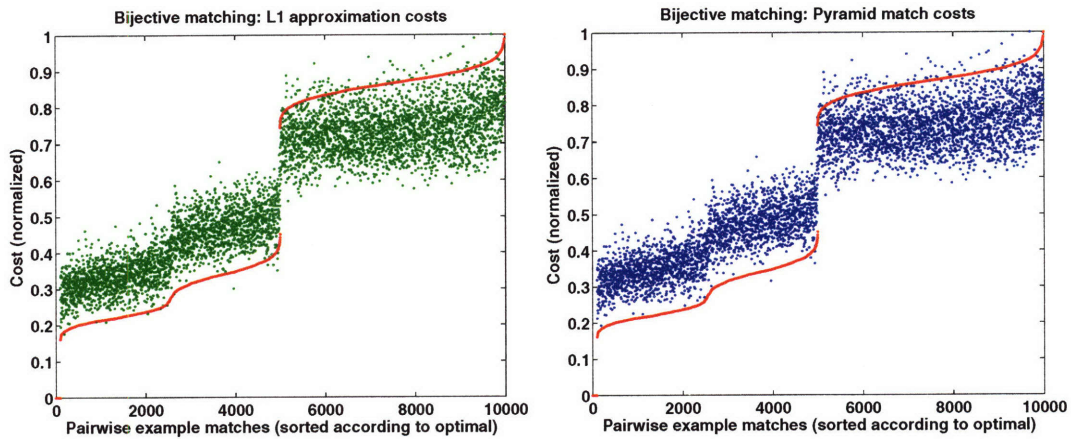 Bijective matching: L1 approximation costs
1
0.9
0.8
0.7
0.6
0.5
0.4
0.3
0.2
0.1
0
Cost (normalized)
0 2000 4000 6000 8000 10000
Pairwise example matches (sorted according to optimal)
Bijective matching: Pyramid match costs
1
0.9
0.8
0.7
0.6
0.5
0.4
0.3
0.2
0.1
0
Cost (normalized)
0 2000 4000 6000 8000 10000
Pairwise example matches (sorted according to optimal)